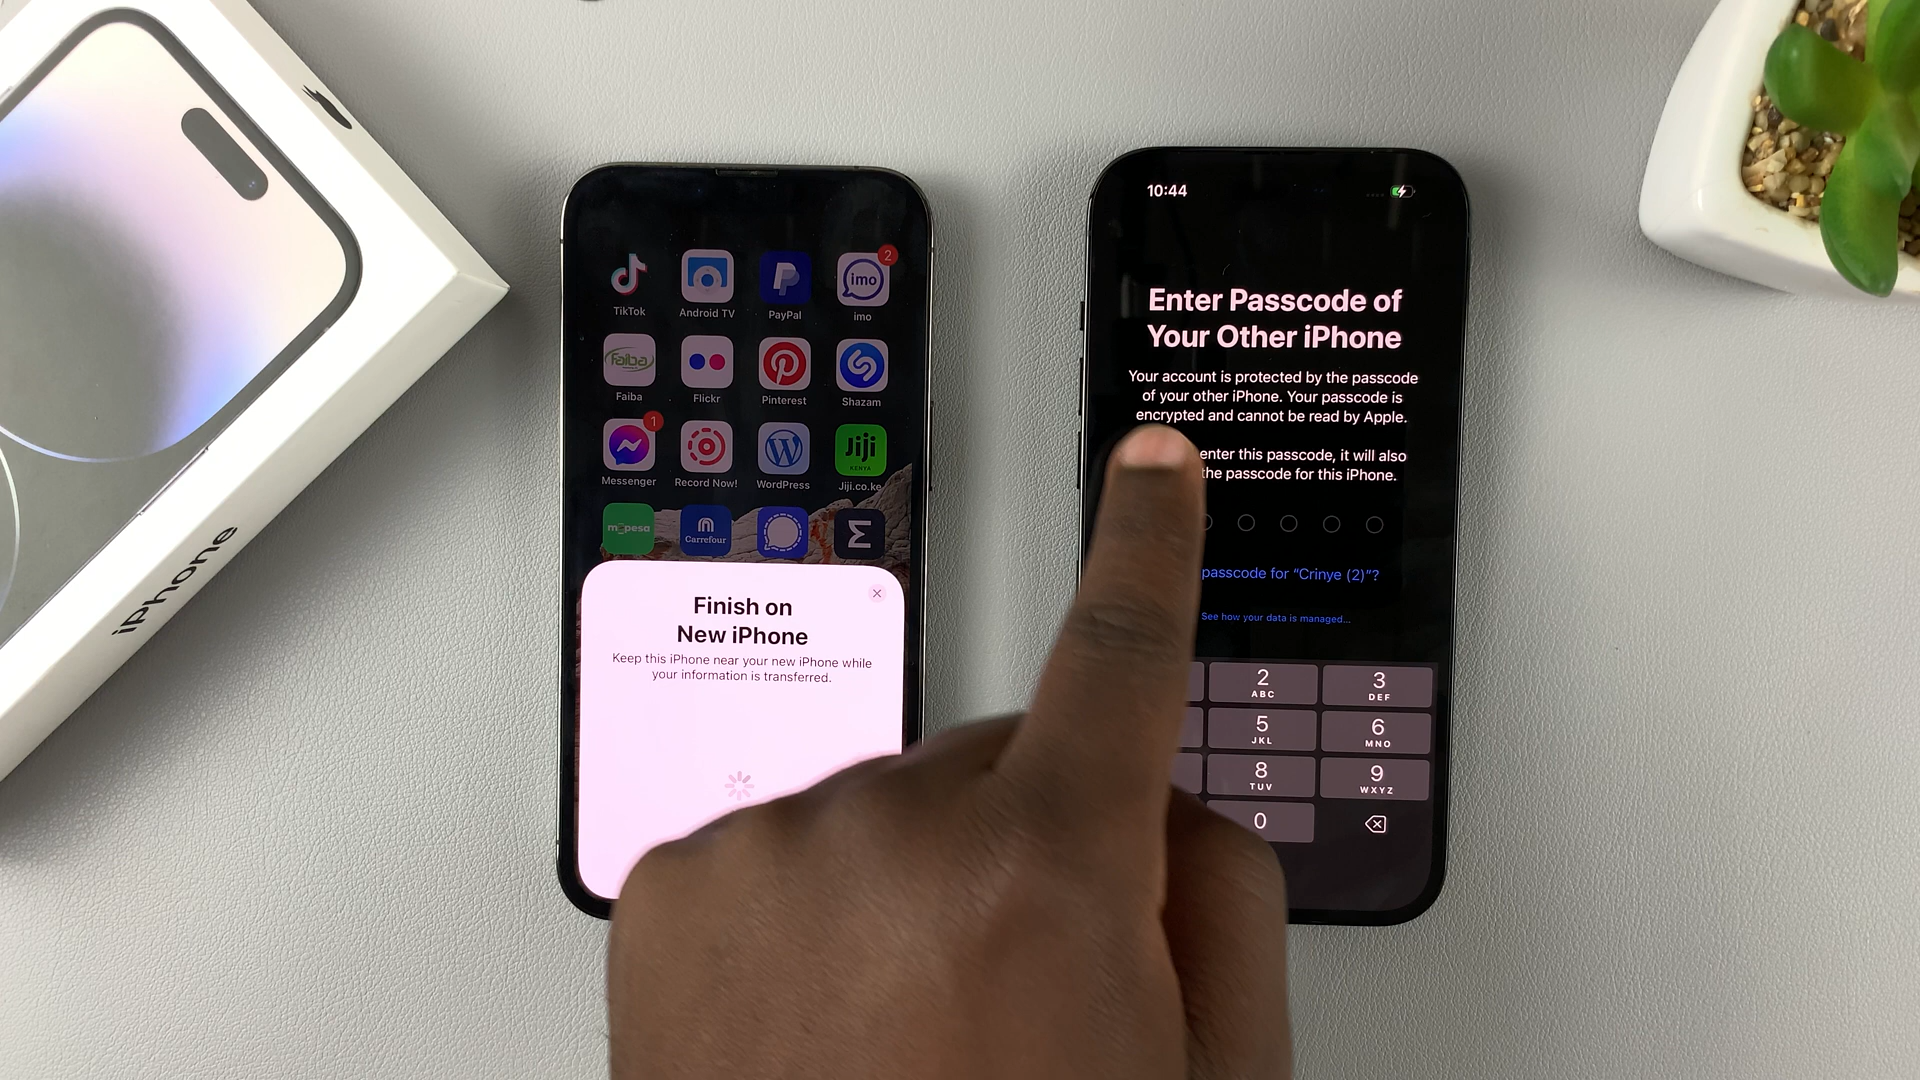 iPhone
TikTok
Android TV
PayPal
imo
2
imo
Faiba
Faiba
Flickr
Pinterest
Shazam
1
Messenger
Record Now!
WordPress
Jiji
KENYA
Jiji.co.ke
m-pesa
Carrefour
Finish on
New iPhone
Keep this iPhone near your new iPhone while
your information is transferred.
10:44
Enter Passcode of
Your Other iPhone
Your account is protected by the passcode
of your other iPhone. Your passcode is
encrypted and cannot be read by Apple.
enter this passcode, it will also
the passcode for this iPhone.
passcode for “Crinye (2)”?
See how your data is managed...
2
ABC
3
DEF
5
JKL
6
MNO
8
TUV
9
WXYZ
0